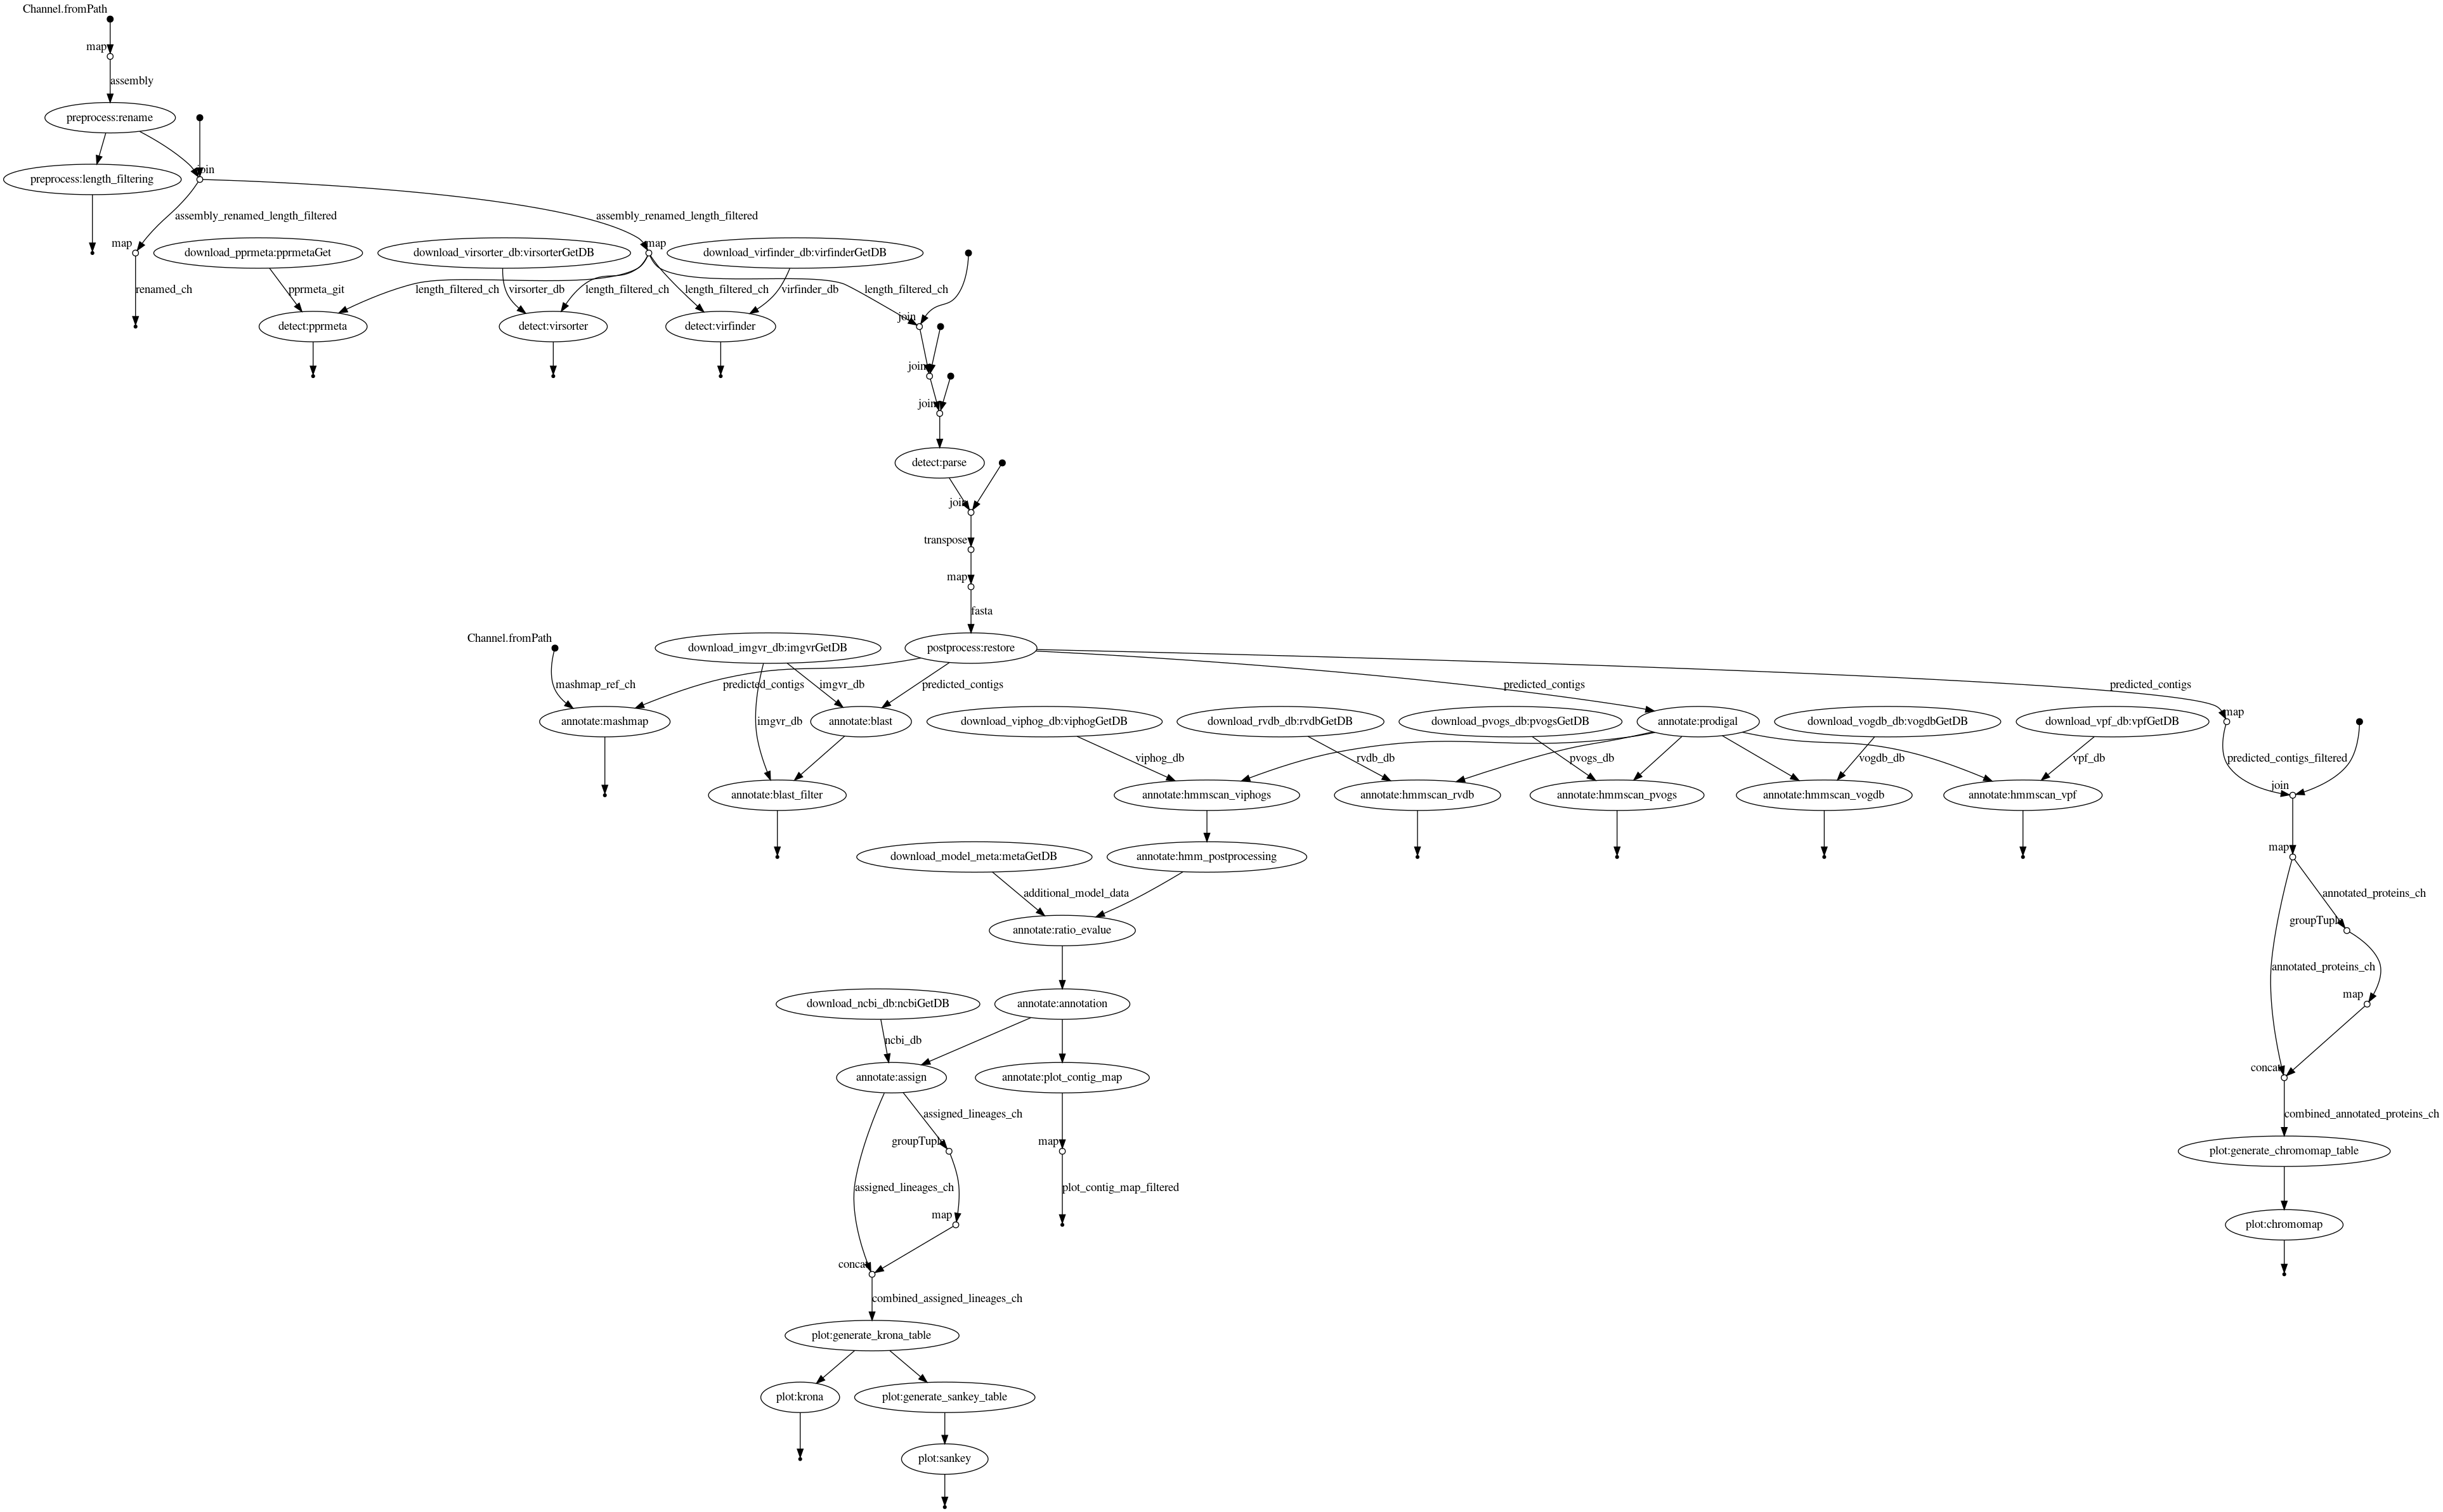 Channel.fromPath
map
assembly
preprocess:rename
preprocess:length_filtering
join
assembly_renamed_length_filtered
assembly_renamed_length_filtered
map
download_pprmeta:pprmetaGet
download_virsorter_db:virsorterGetDB
map
download_virfinder_db:virfinderGetDB
renamed_ch
pprmeta_git
length_filtered_ch
virsorter_db
length_filtered_ch
length_filtered_ch
virfinder_db
length_filtered_ch
detect:pprmeta
detect:virsorter
detect:virfinder
join
join
join
detect:parse
join
transpose
map
fasta
Channel.fromPath
download_imgvr_db:imgvrGetDB
postprocess:restore
mashmap_ref_ch
predicted_contigs
imgvr_db
predicted_contigs
predicted_contigs
predicted_contigs
annotate:mashmap
imgvr_db
annotate:blast
download_viphog_db:viphogGetDB
download_rvdb_db:rvdbGetDB
download_pvogs_db:pvogsGetDB
annotate:prodigal
download_vogdb_db:vogdbGetDB
download_vpf_db:vpfGetDB
map
viphog_db
rvdb_db
pvogs_db
vogdb_db
vpf_db
predicted_contigs_filtered
annotate:blast_filter
annotate:hmmscan_viphogs
annotate:hmmscan_rvdb
annotate:hmmscan_pvogs
annotate:hmmscan_vogdb
annotate:hmmscan_vpf
join
download_model_meta:metaGetDB
annotate:hmm_postprocessing
map
additional_model_data
annotated_proteins_ch
annotate:ratio_evalue
groupTuple
annotated_proteins_ch
download_ncbi_db:ncbiGetDB
annotate:annotation
map
ncbi_db
annotate:assign
annotate:plot_contig_map
concat
assigned_lineages_ch
combined_annotated_proteins_ch
groupTuple
map
plot:generate_chromomap_table
assigned_lineages_ch
plot_contig_map_filtered
map
plot:chromomap
concat
combined_assigned_lineages_ch
plot:generate_krona_table
plot:krona
plot:generate_sankey_table
plot:sankey